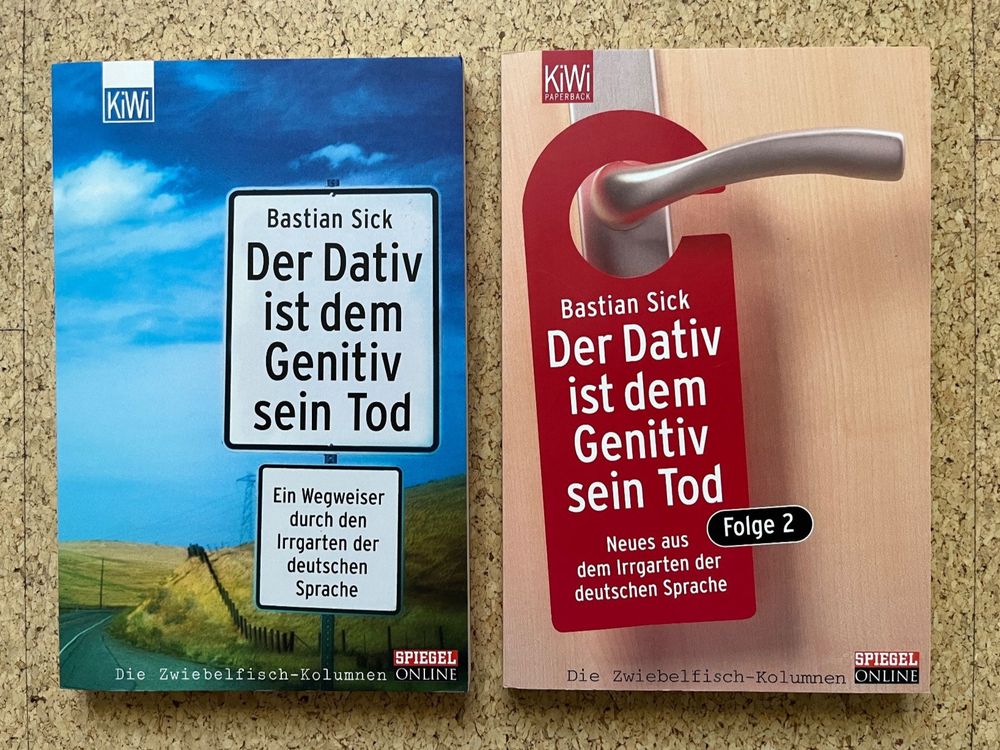 KiWi
Bastian Sick
Der Dativ
ist dem
Genitiv
sein Tod
Ein Wegweiser
durch den
Irrgarten der
deutschen
Sprache
Die Zwiebelfisch-Kolumnen
SPIEGEL
ONLINE
KiWi
PAPERBACK
Bastian Sick
Der Dativ
ist dem
Genitiv
sein Tod
Folge 2
Neues aus
dem Irrgarten der
deutschen Sprache
Die Zwiebelfisch-Kolumnen
SPIEGEL
ONLINE